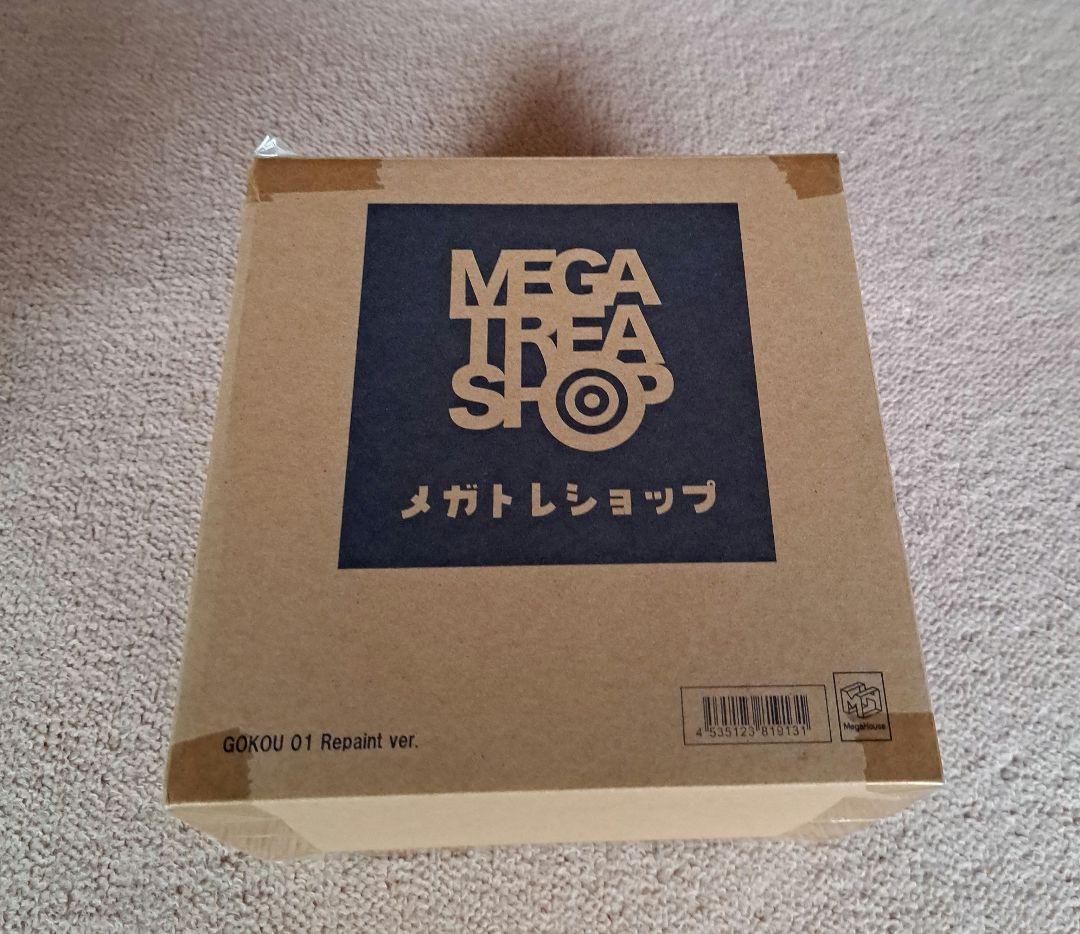 MEGA
TREA
SHOP
メガトレショップ
GOKOU 01 Repaint ver.
4 535123 819131
MegaHouse